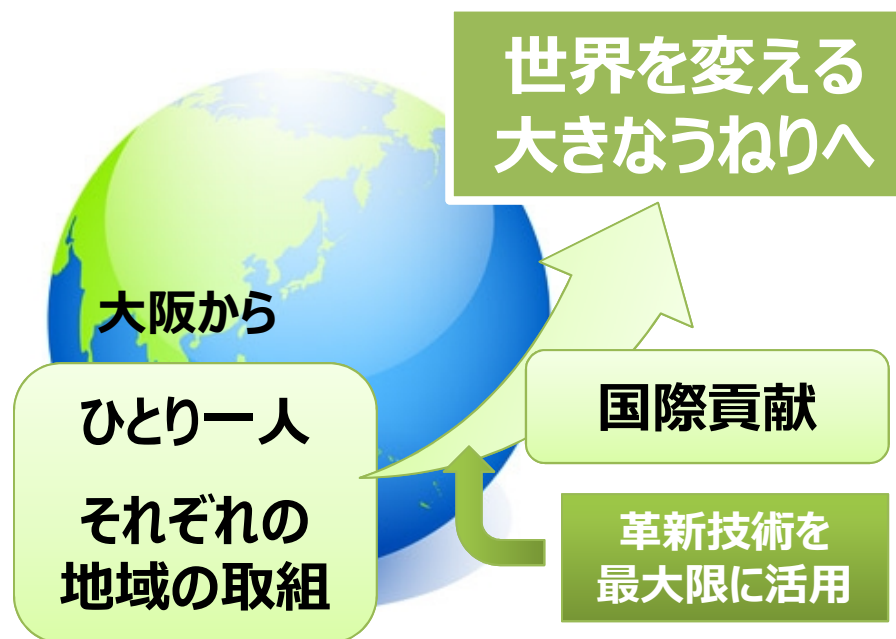 世界を変える
大きなうねりへ
大阪から
ひとり一人
それぞれの
地域の取組
国際貢献
革新技術を
最大限に活用